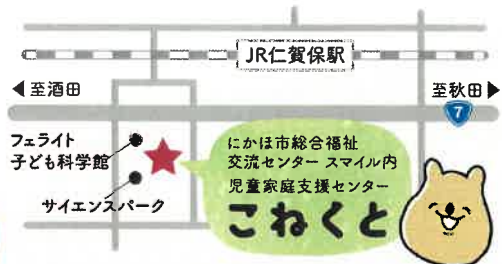 JR仁賀保駅
◀至酒田
至秋田▶
7
フェライト
子ども科学館
サイエンスパーク
にかほ市総合福祉
交流センター スマイル内
児童家庭支援センター
こねくと